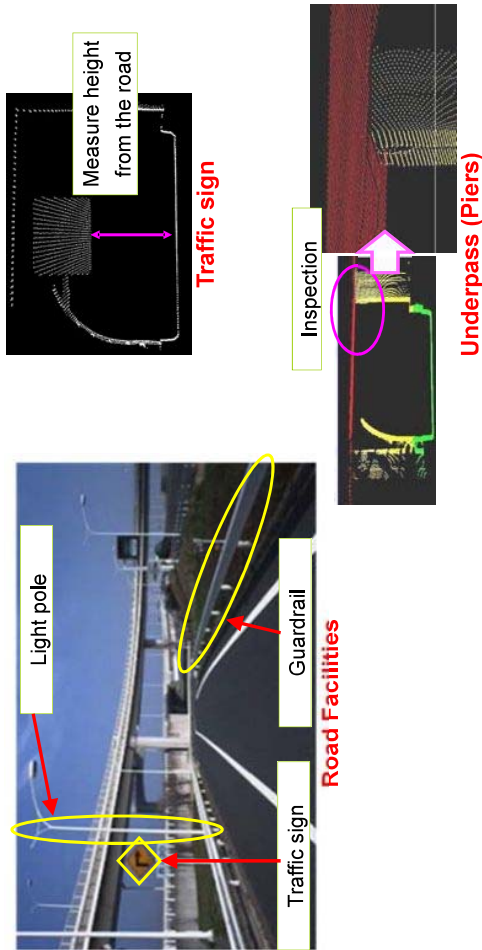 Light pole
Traffic sign
Guardrail
Road Facilities
Measure height
from the road
Traffic sign
Inspection
Underpass (Piers)